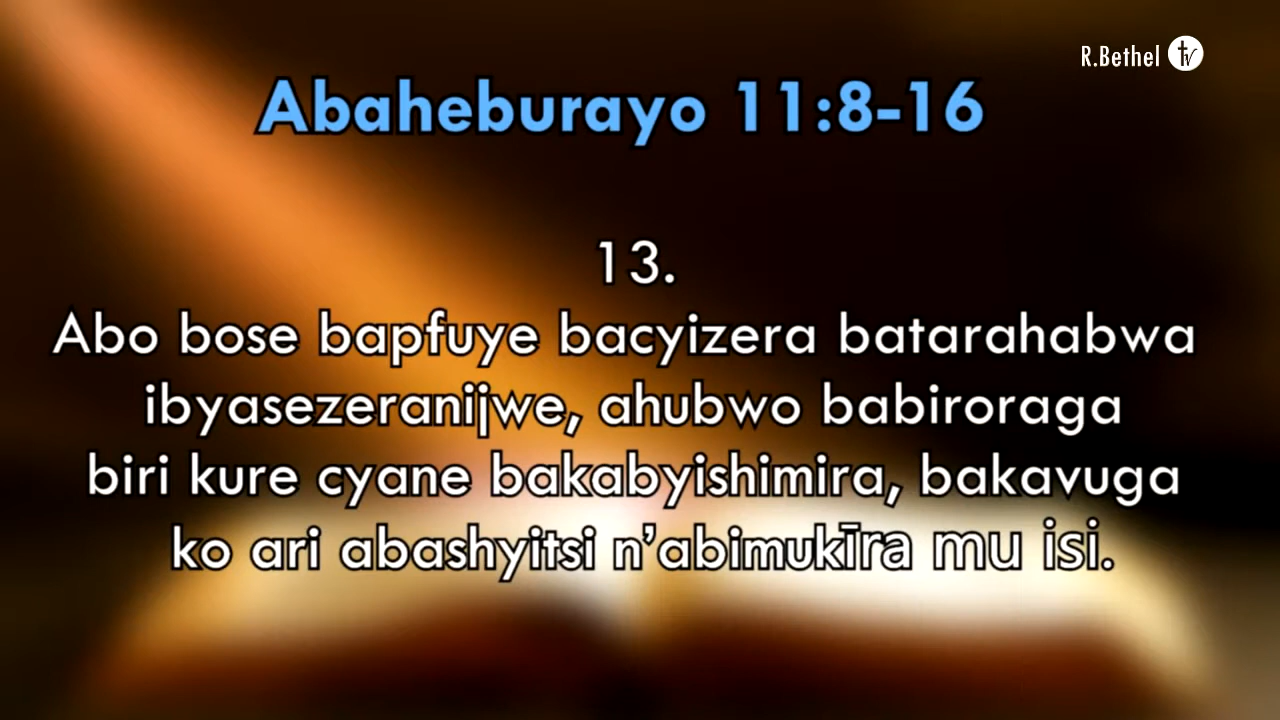 R.Bethel tv
Abaheburayo 11:8-16
13.
Abo bose bapfuye bacyizera batarahabwa
ibyasezeranijwe, ahubwo babiroraga
biri kure cyane bakabyishimira, bakavuga
ko ari abashyitsi n’abimukīra mu isi.